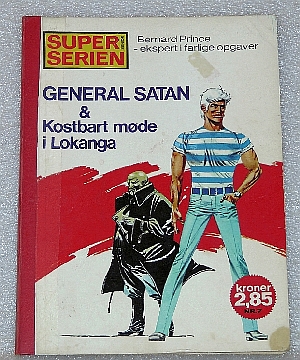 SUPER
SERIEN
Bernard Prince
- ekspert i farlige opgaver
GENERAL SATAN
&
Kostbart møde
i Lokanga
kroner
2,85
NR. 7